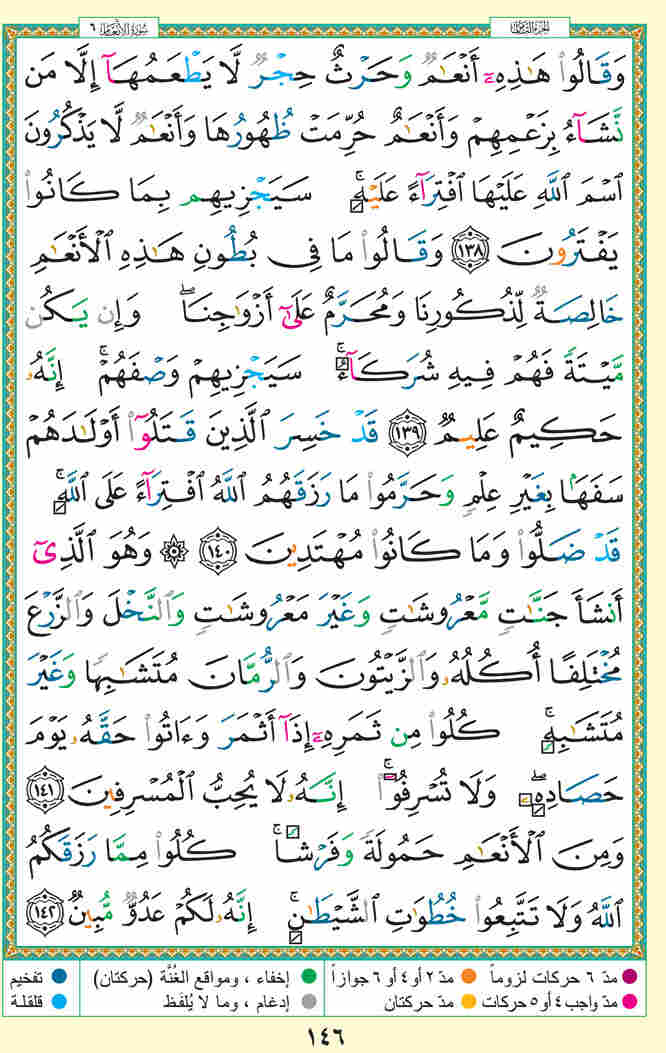 سورة الأنعام ٦
الجزء الثامن
وَقَالُوا۟ هَـٰذِهِۦٓ أَنْعَـٰمٌ وَحَرْثٌ حِجْرٌ لَّا يَطْعَمُهَآ إِلَّا مَن
نَّشَآءُ بِزَعْمِهِمْ وَأَنْعَـٰمٌ حُرِّمَتْ ظُهُورُهَا وَأَنْعَـٰمٌ لَّا يَذْكُرُونَ
ٱسْمَ ٱللَّهِ عَلَيْهَا ٱفْتِرَآءً عَلَيْهِ ۚ سَيَجْزِيهِم بِمَا كَانُوا۟
يَفْتَرُونَ ١٣٨ وَقَالُوا۟ مَا فِى بُطُونِ هَـٰذِهِ ٱلْأَنْعَـٰمِ
خَالِصَةٌ لِّذُكُورِنَا وَمُحَرَّمٌ عَلَىٰٓ أَزْوَٰجِنَا ۖ وَإِن يَكُن
مَّيْتَةً فَهُمْ فِيهِ شُرَكَآءُ ۚ سَيَجْزِيهِمْ وَصْفَهُمْ ۚ إِنَّهُۥ
حَكِيمٌ عَلِيمٌ ١٣٩ قَدْ خَسِرَ ٱلَّذِينَ قَتَلُوٓا۟ أَوْلَـٰدَهُمْ
سَفَهًۢا بِغَيْرِ عِلْمٍ وَحَرَّمُوا۟ مَا رَزَقَهُمُ ٱللَّهُ ٱفْتِرَآءً عَلَى ٱللَّهِ ۚ
قَدْ ضَلُّوا۟ وَمَا كَانُوا۟ مُهْتَدِينَ ١٤٠ ۞ وَهُوَ ٱلَّذِىٓ
أَنشَأَ جَنَّـٰتٍ مَّعْرُوشَـٰتٍ وَغَيْرَ مَعْرُوشَـٰتٍ وَٱلنَّخْلَ وَٱلزَّرْعَ
مُخْتَلِفًا أُكُلُهُۥ وَٱلزَّيْتُونَ وَٱلرُّمَّانَ مُتَشَـٰبِهًا وَغَيْرَ
مُتَشَـٰبِهٍ ۚ كُلُوا۟ مِن ثَمَرِهِۦٓ إِذَآ أَثْمَرَ وَءَاتُوا۟ حَقَّهُۥ يَوْمَ
حَصَادِهِۦ ۖ وَلَا تُسْرِفُوٓا۟ ۚ إِنَّهُۥ لَا يُحِبُّ ٱلْمُسْرِفِينَ ١٤١
وَمِنَ ٱلْأَنْعَـٰمِ حَمُولَةً وَفَرْشًا ۚ كُلُوا۟ مِمَّا رَزَقَكُمُ
ٱللَّهُ وَلَا تَتَّبِعُوا۟ خُطُوَٰتِ ٱلشَّيْطَـٰنِ ۚ إِنَّهُۥ لَكُمْ عَدُوٌّ مُّبِينٌ ١٤٢
مدّ ٦ حركات لزوماً مدّ ٢ أو ٤ أو ٦ جوازاً إخفاء ، ومواقع الغُنَّة (حركتان) تفخيم
مدّ واجب ٤ أو ٥ حركات مدّ حركتان إدغام ، وما لا يُلفَظ قلقلة
١٤٦